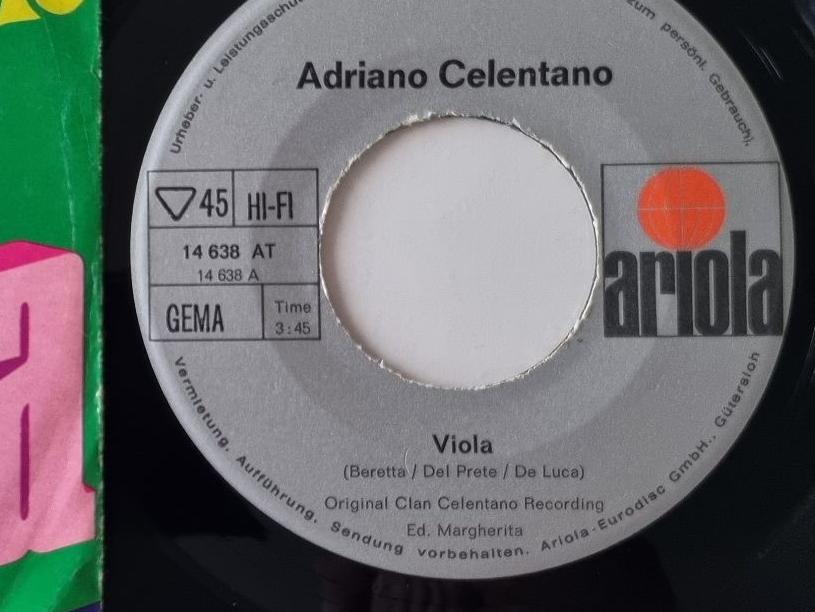 Urheber- u. Leistungsschu
zum persönl. Gebrauch),
Adriano Celentano
45 HI-FI
14 638 AT
14 638 A
GEMA
Time
3:45
ariola
Viola
(Beretta / Del Prete / De Luca)
Original Clan Celentano Recording
Ed. Margherita
Vermietung, Aufführung, Sendung vorbehalten. Ariola-Eurodisc GmbH., Gütersloh